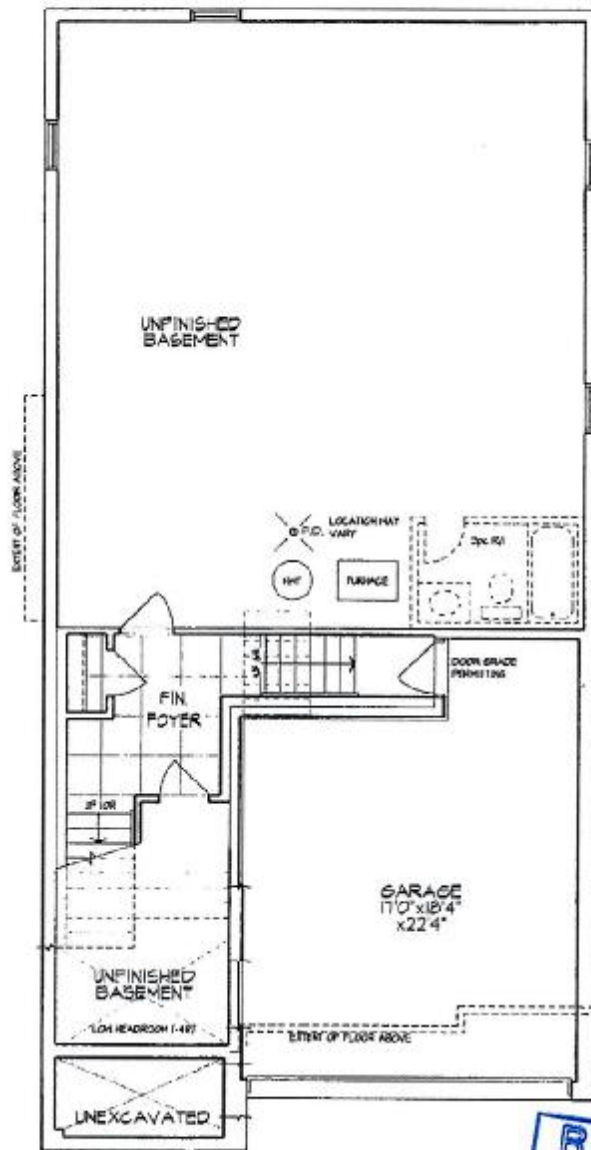 UNFINISHED
BASEMENT
EXTENT OF FLOOR ABOVE
F.D.
LOCATION MAY
VARY
3pc R/I
HWT
FURNACE
DOOR GRADE
PERMITTING
FIN.
FOYER
GARAGE
17'0"x18'4"
x22'4"
UNFINISHED
BASEMENT
EXTENT OF FLOOR ABOVE
UNEXCAVATED